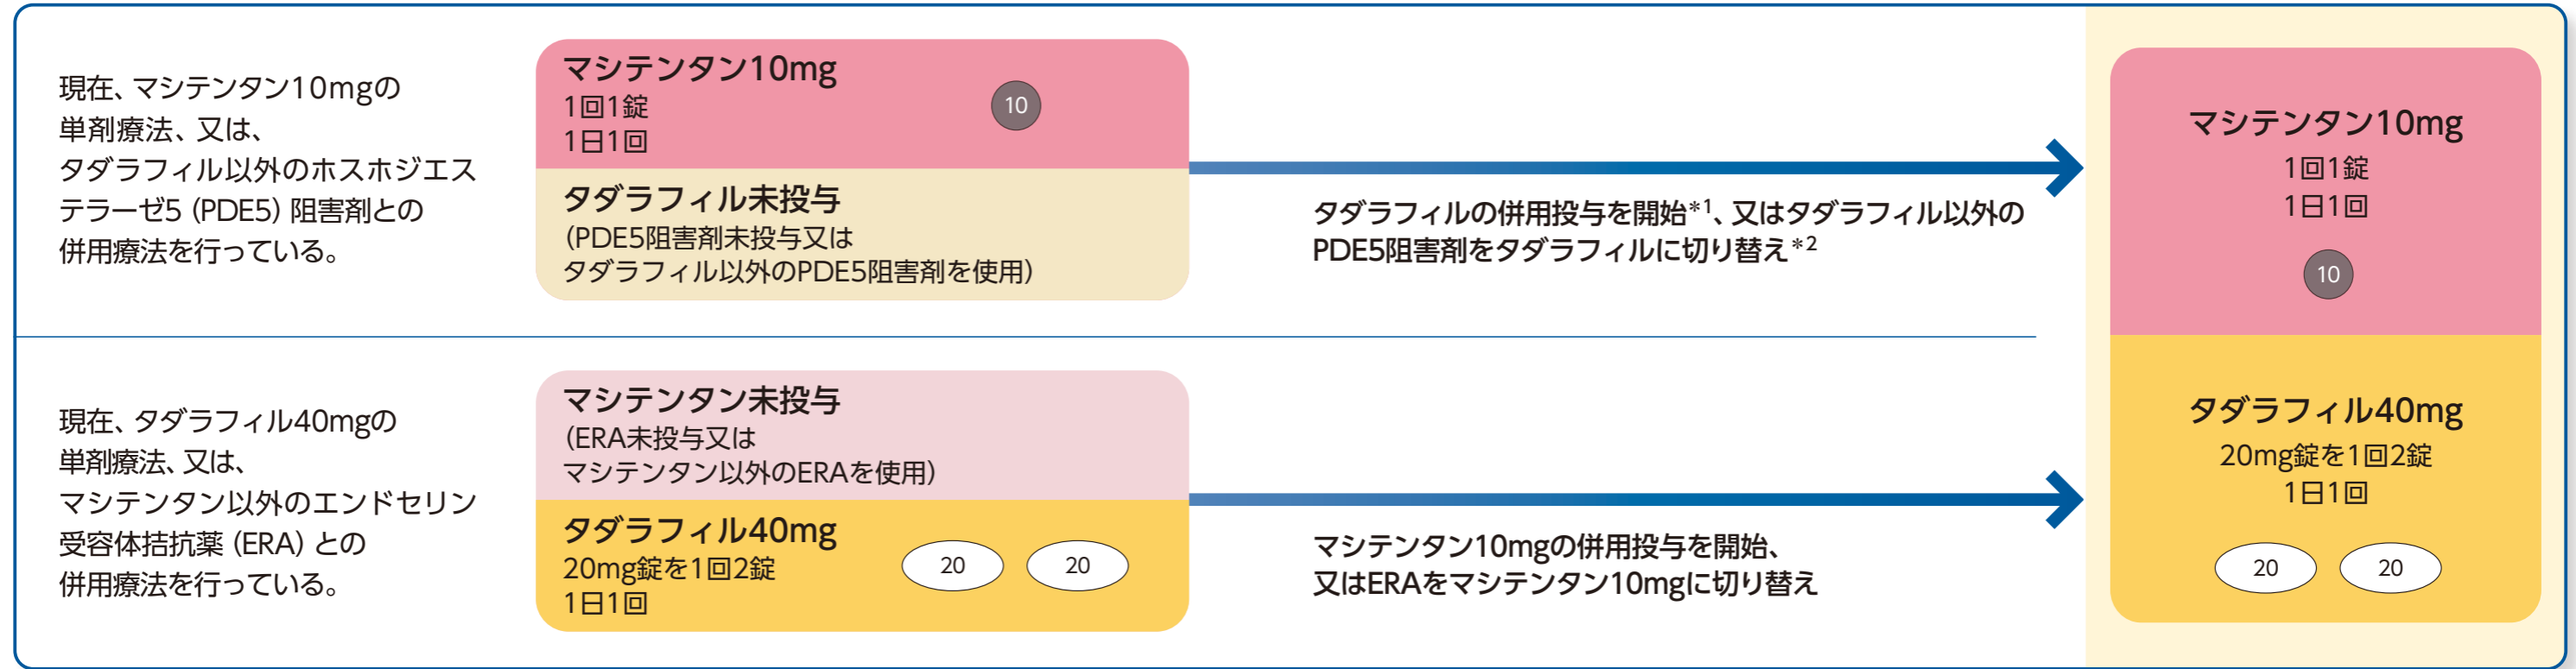 現在、マシテンタン10mgの
単剤療法、又は、
タダラフィル以外のホスホジエス
テラーゼ5（PDE5）阻害剤との
併用療法を行っている。
マシテンタン10mg
1回1錠
1日1回
10
タダラフィル未投与
（PDE5阻害剤未投与又は
タダラフィル以外のPDE5阻害剤を使用）
タダラフィルの併用投与を開始*1、又はタダラフィル以外の
PDE5阻害剤をタダラフィルに切り替え*2
現在、タダラフィル40mgの
単剤療法、又は、
マシテンタン以外のエンドセリン
受容体拮抗薬（ERA）との
併用療法を行っている。
マシテンタン未投与
（ERA未投与又は
マシテンタン以外のERAを使用）
タダラフィル40mg
20mg錠を1回2錠
1日1回
20 20
マシテンタン10mgの併用投与を開始、
又はERAをマシテンタン10mgに切り替え
マシテンタン10mg
1回1錠
1日1回
10
タダラフィル40mg
20mg錠を1回2錠
1日1回
20 20